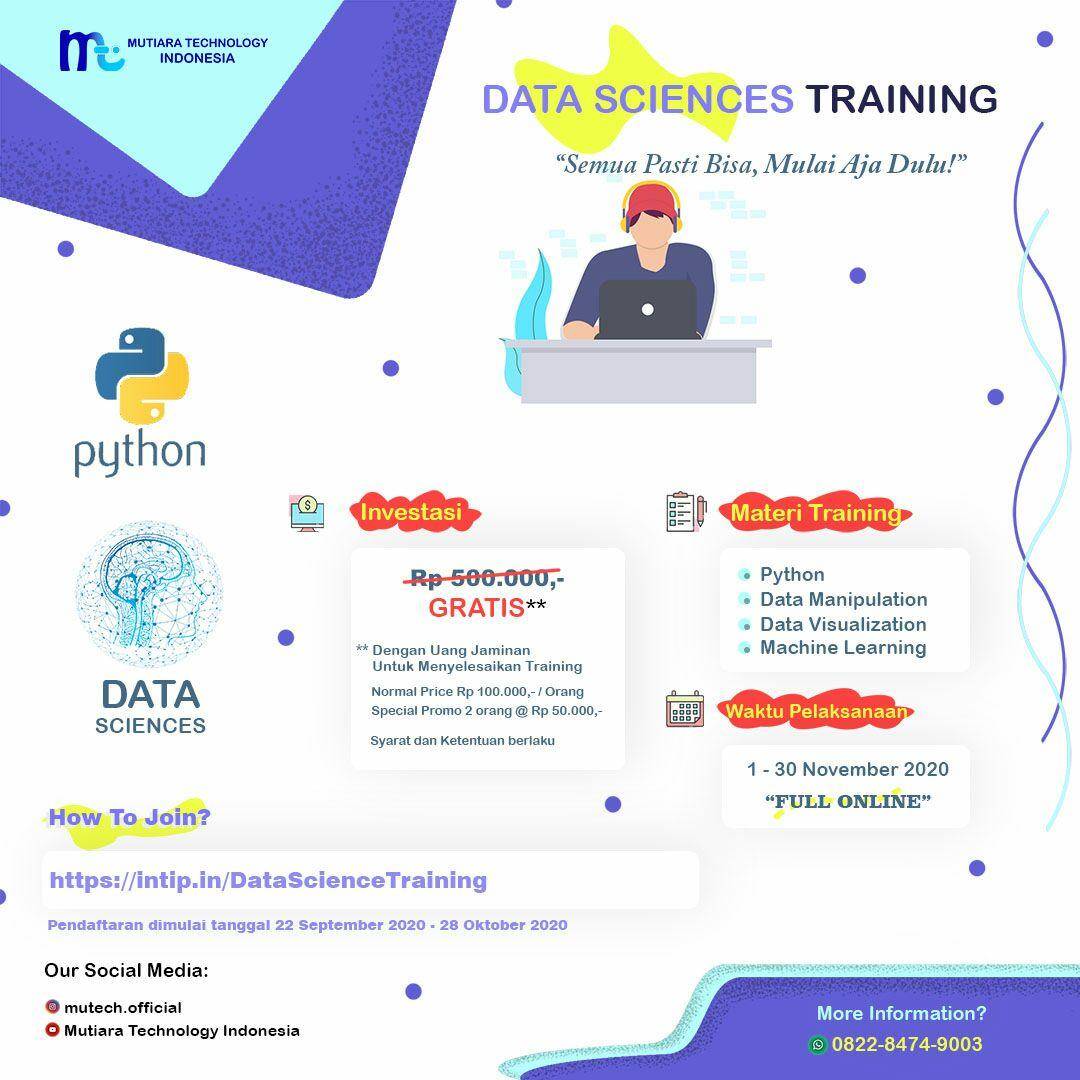 MUTIARA TECHNOLOGY
INDONESIA
DATA SCIENCES TRAINING
“Semua Pasti Bisa, Mulai Aja Dulu!”
python
DATA
SCIENCES
Investasi
Rp 500.000,-
GRATIS**
** Dengan Uang Jaminan
Untuk Menyelesaikan Training
Normal Price Rp 100.000,- / Orang
Special Promo 2 orang @ Rp 50.000,-
Syarat dan Ketentuan berlaku
Materi Training
Python
Data Manipulation
Data Visualization
Machine Learning
Waktu Pelaksanaan
1 - 30 November 2020
“FULL ONLINE”
How To Join?
https://intip.in/DataScienceTraining
Pendaftaran dimulai tanggal 22 September 2020 - 28 Oktober 2020
Our Social Media:
mutech.official
Mutiara Technology Indonesia
More Information?
0822-8474-9003